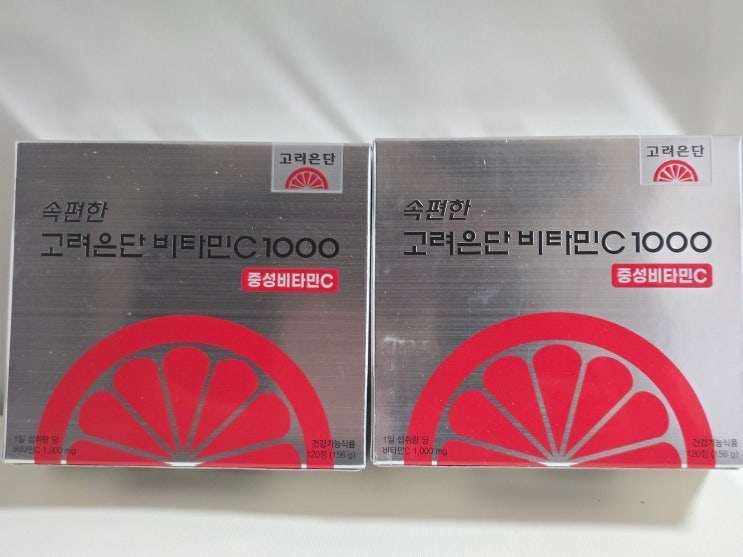 고려은단
속편한
고려은단 비타민C 1000
중성비타민C
1일 섭취량 당
비타민C 1,000 mg
건강기능식품
120정 (156 g)
고려은단
속편한
고려은단 비타민C 1000
중성비타민C
1일 섭취량 당
비타민C 1,000 mg
건강기능식품
120정 (156 g)